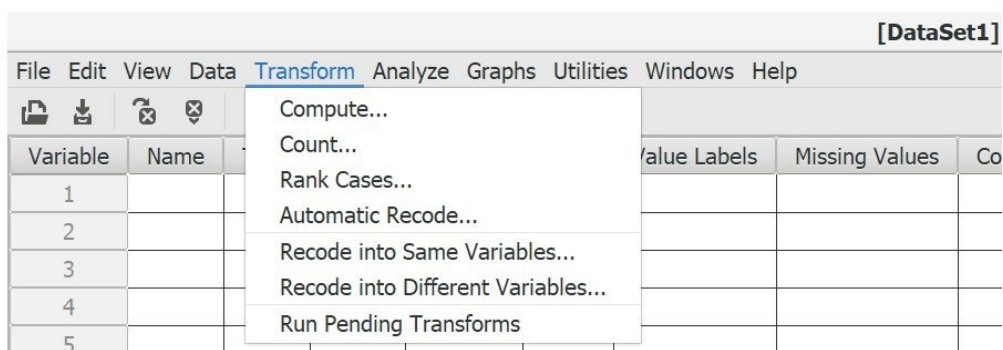 [DataSet1]
File Edit View Data Transform Analyze Graphs Utilities Windows Help
Variable Name Value Labels Missing Values
Compute...
Count...
Rank Cases...
Automatic Recode...
Recode into Same Variables...
Recode into Different Variables...
Run Pending Transforms
1
2
3
4
5